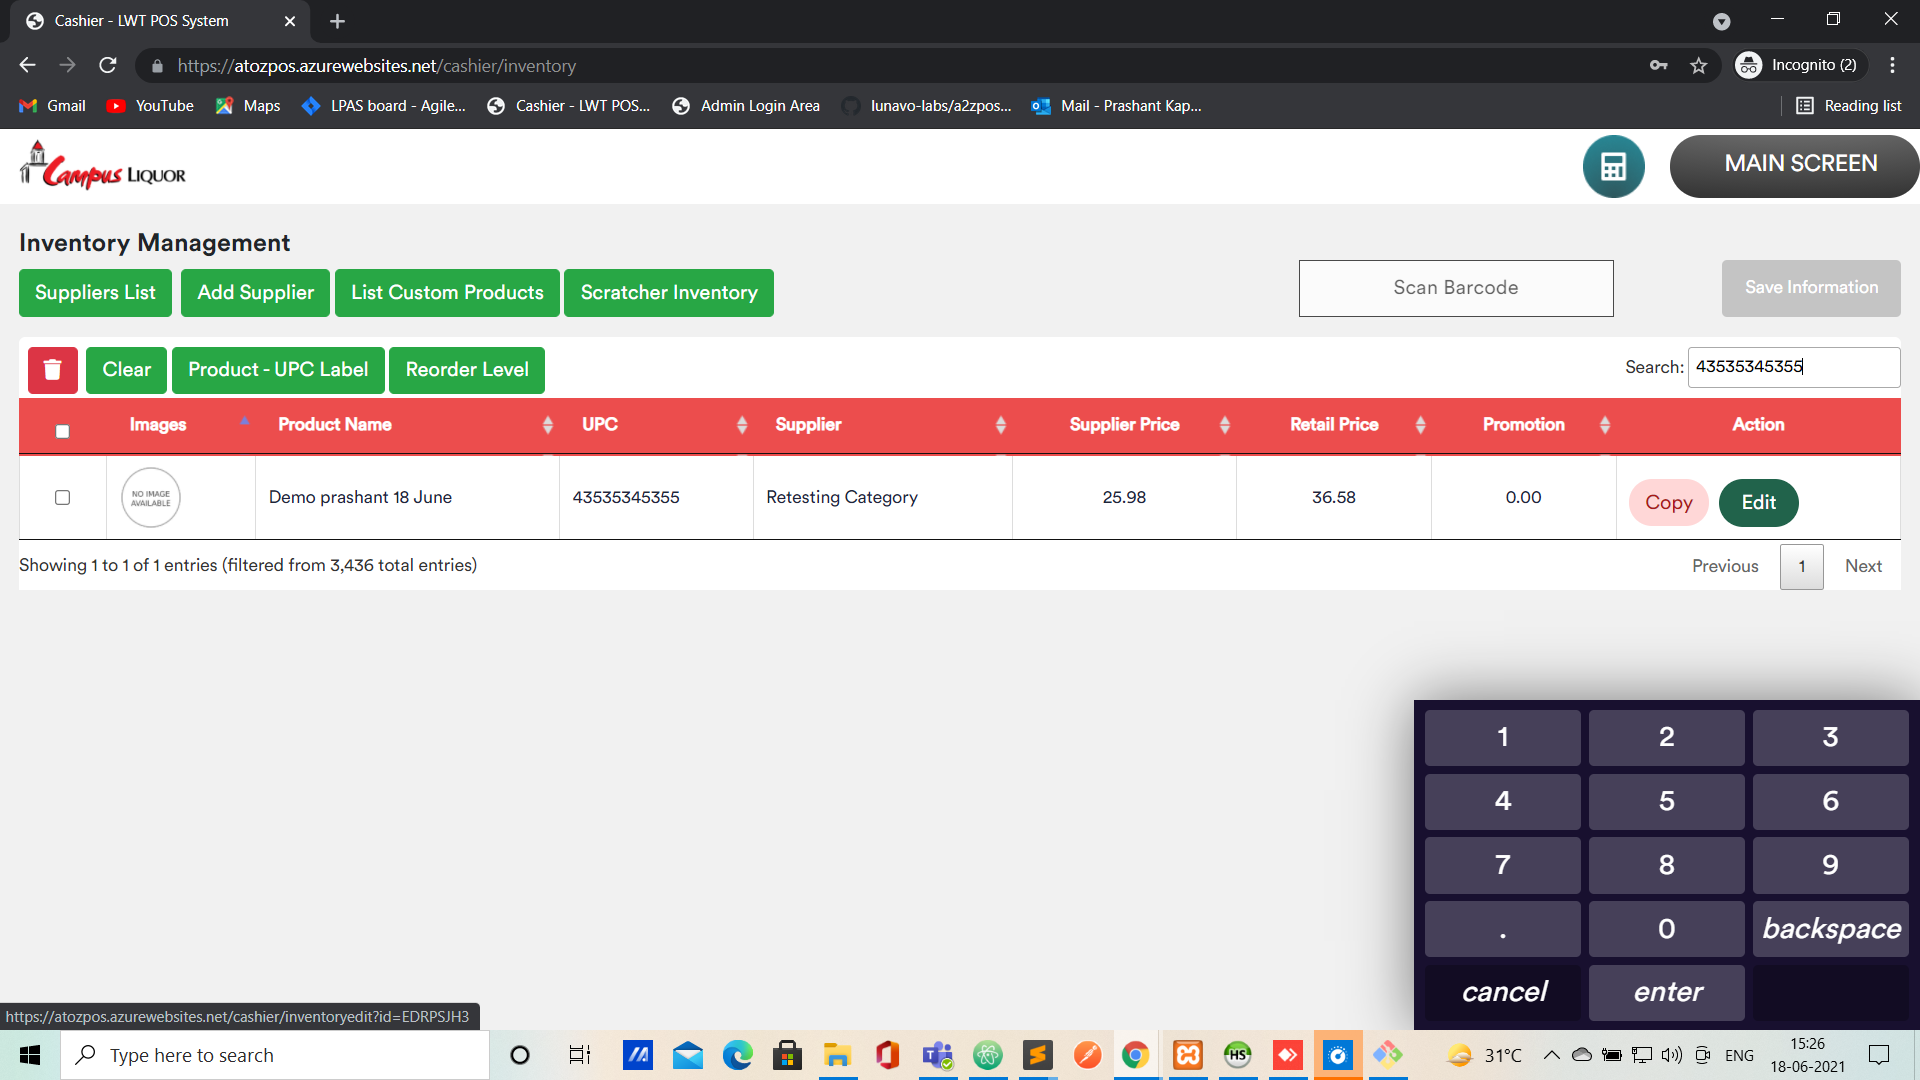 Cashier - LWT POS System
https://atozpos.azurewebsites.net/cashier/inventory
Incognito (2)
Gmail YouTube Maps LPAS board - Agile... Cashier - LWT POS... Admin Login Area lunavo-labs/a2zpos... Mail - Prashant Kap... Reading list
Campus LIQUOR
MAIN SCREEN
Inventory Management
Suppliers List Add Supplier List Custom Products Scratcher Inventory
Scan Barcode
Save Information
Clear Product - UPC Label Reorder Level
Search: 43535345355
Images Product Name UPC Supplier Supplier Price Retail Price Promotion Action
NO IMAGE AVAILABLE Demo prashant 18 June 43535345355 Retesting Category 25.98 36.58 0.00 Copy Edit
Showing 1 to 1 of 1 entries (filtered from 3,436 total entries)
Previous 1 Next
1 2 3
4 5 6
7 8 9
. 0 backspace
cancel enter
https://atozpos.azurewebsites.net/cashier/inventoryedit?id=EDRPSJH3
Type here to search
HS
31°C
ENG
15:26
18-06-2021